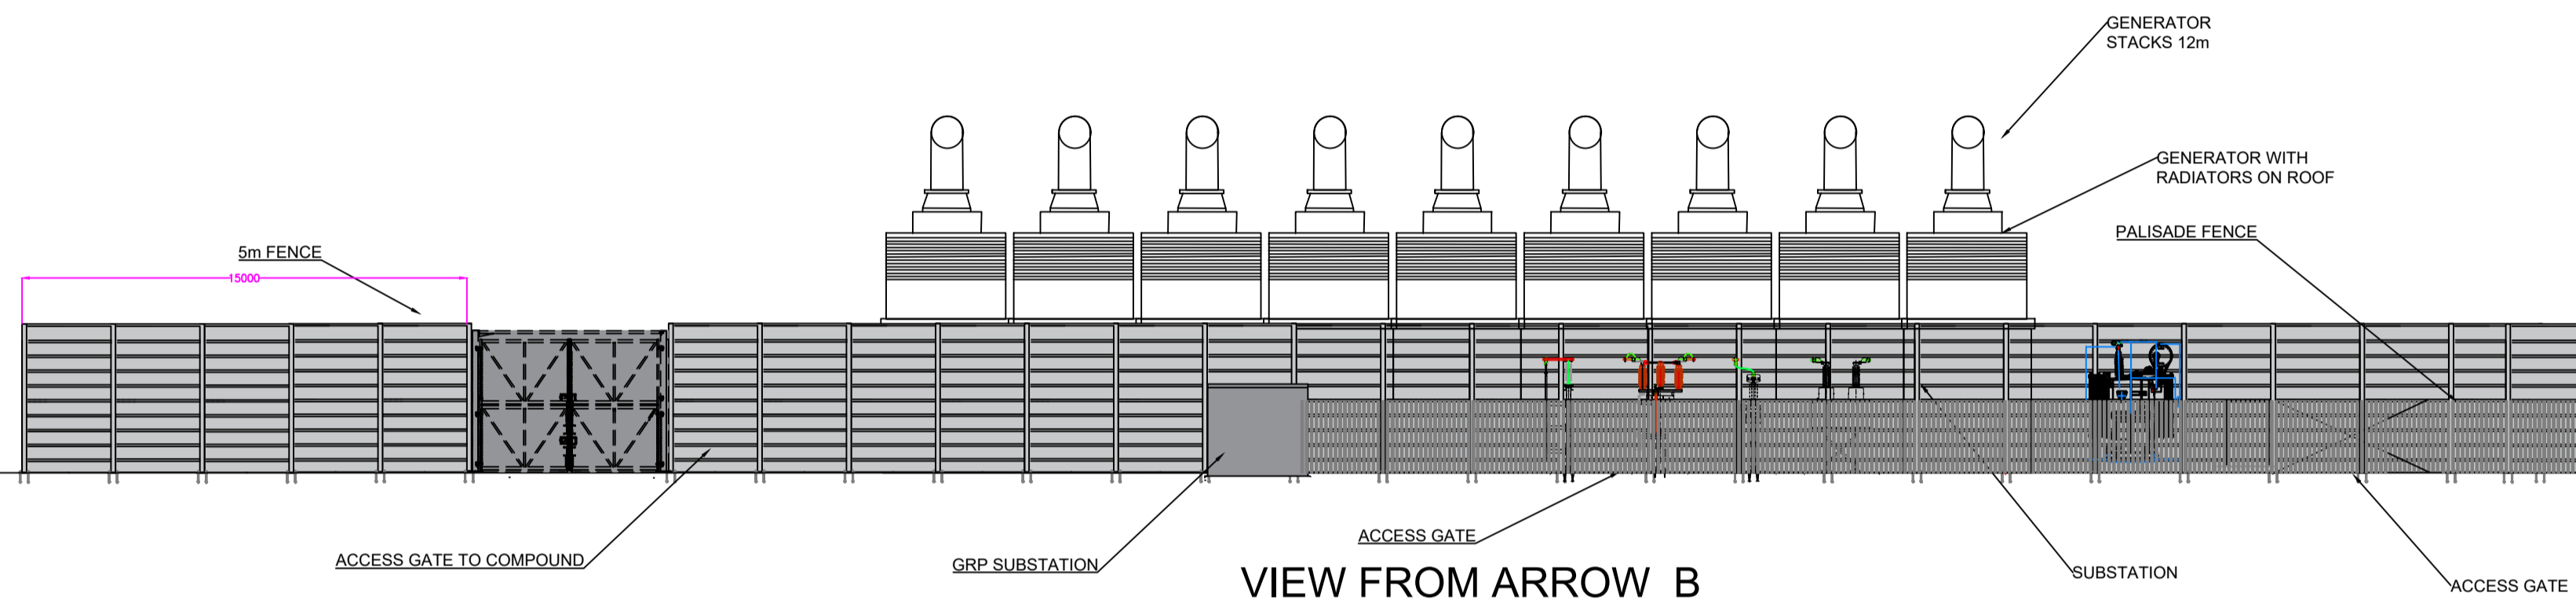 GENERATOR
STACKS 12m
GENERATOR WITH
RADIATORS ON ROOF
PALISADE FENCE
5m FENCE
15000
ACCESS GATE
ACCESS GATE TO COMPOUND
GRP SUBSTATION
SUBSTATION
ACCESS GATE
VIEW FROM ARROW B